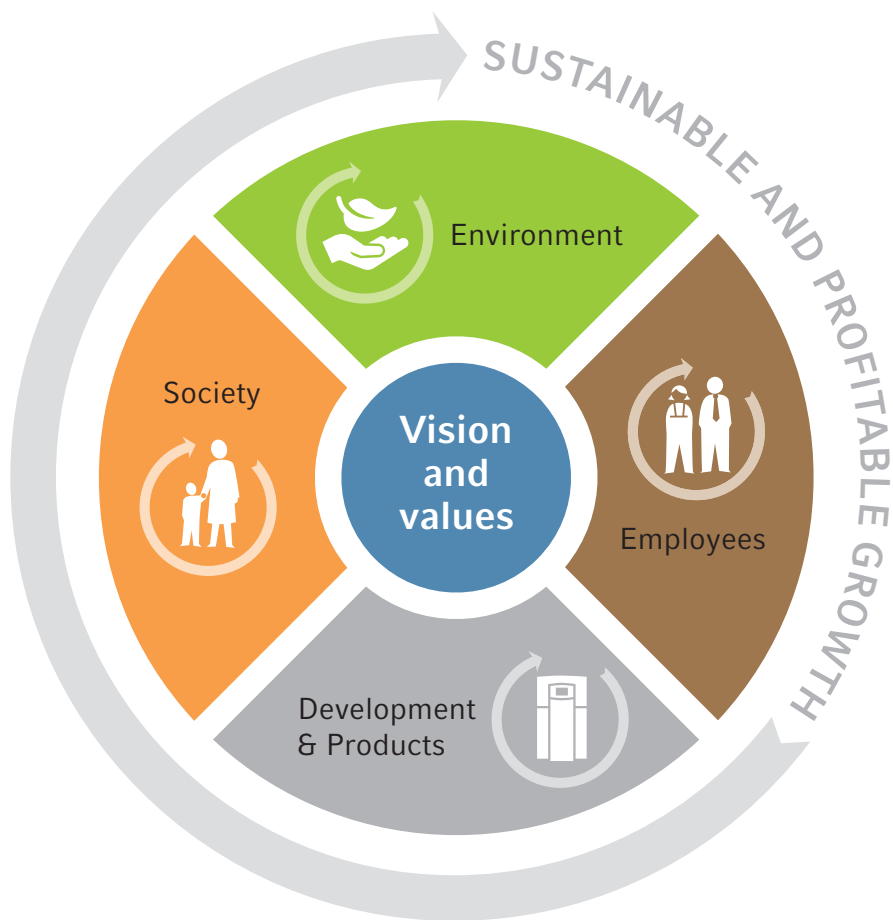 SUSTAINABLE AND PROFITABLE GROWTH
Environment
Society
Vision
and
values
Employees
Development
& Products